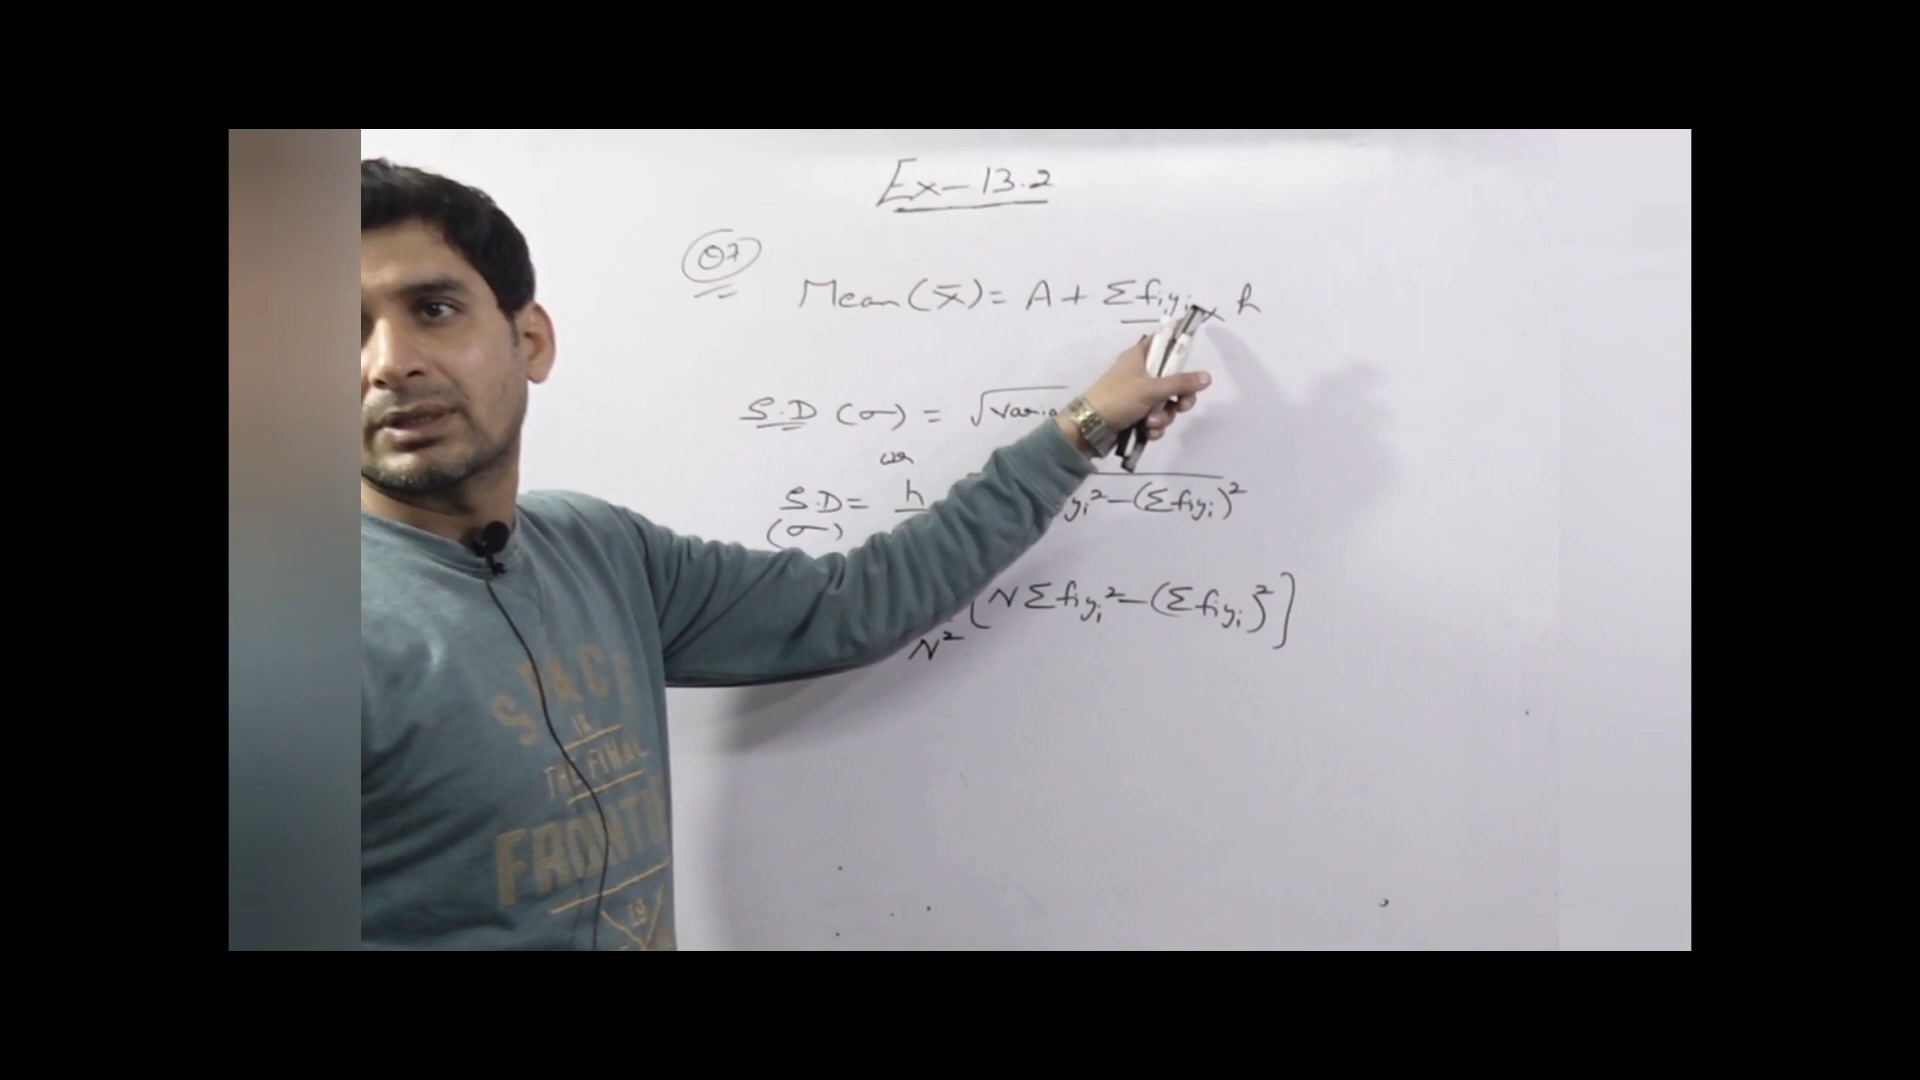 Ex-13.2
Q7
Mean (x̄) = A + Σfiyi × h
S.D (σ) = √varia
or
S.D = h yi² - (Σfiyi)²
(σ)
[NΣfiyi² - (Σfiyi)²]
N²
SPACE
IS
THE FINAL
FRONTI